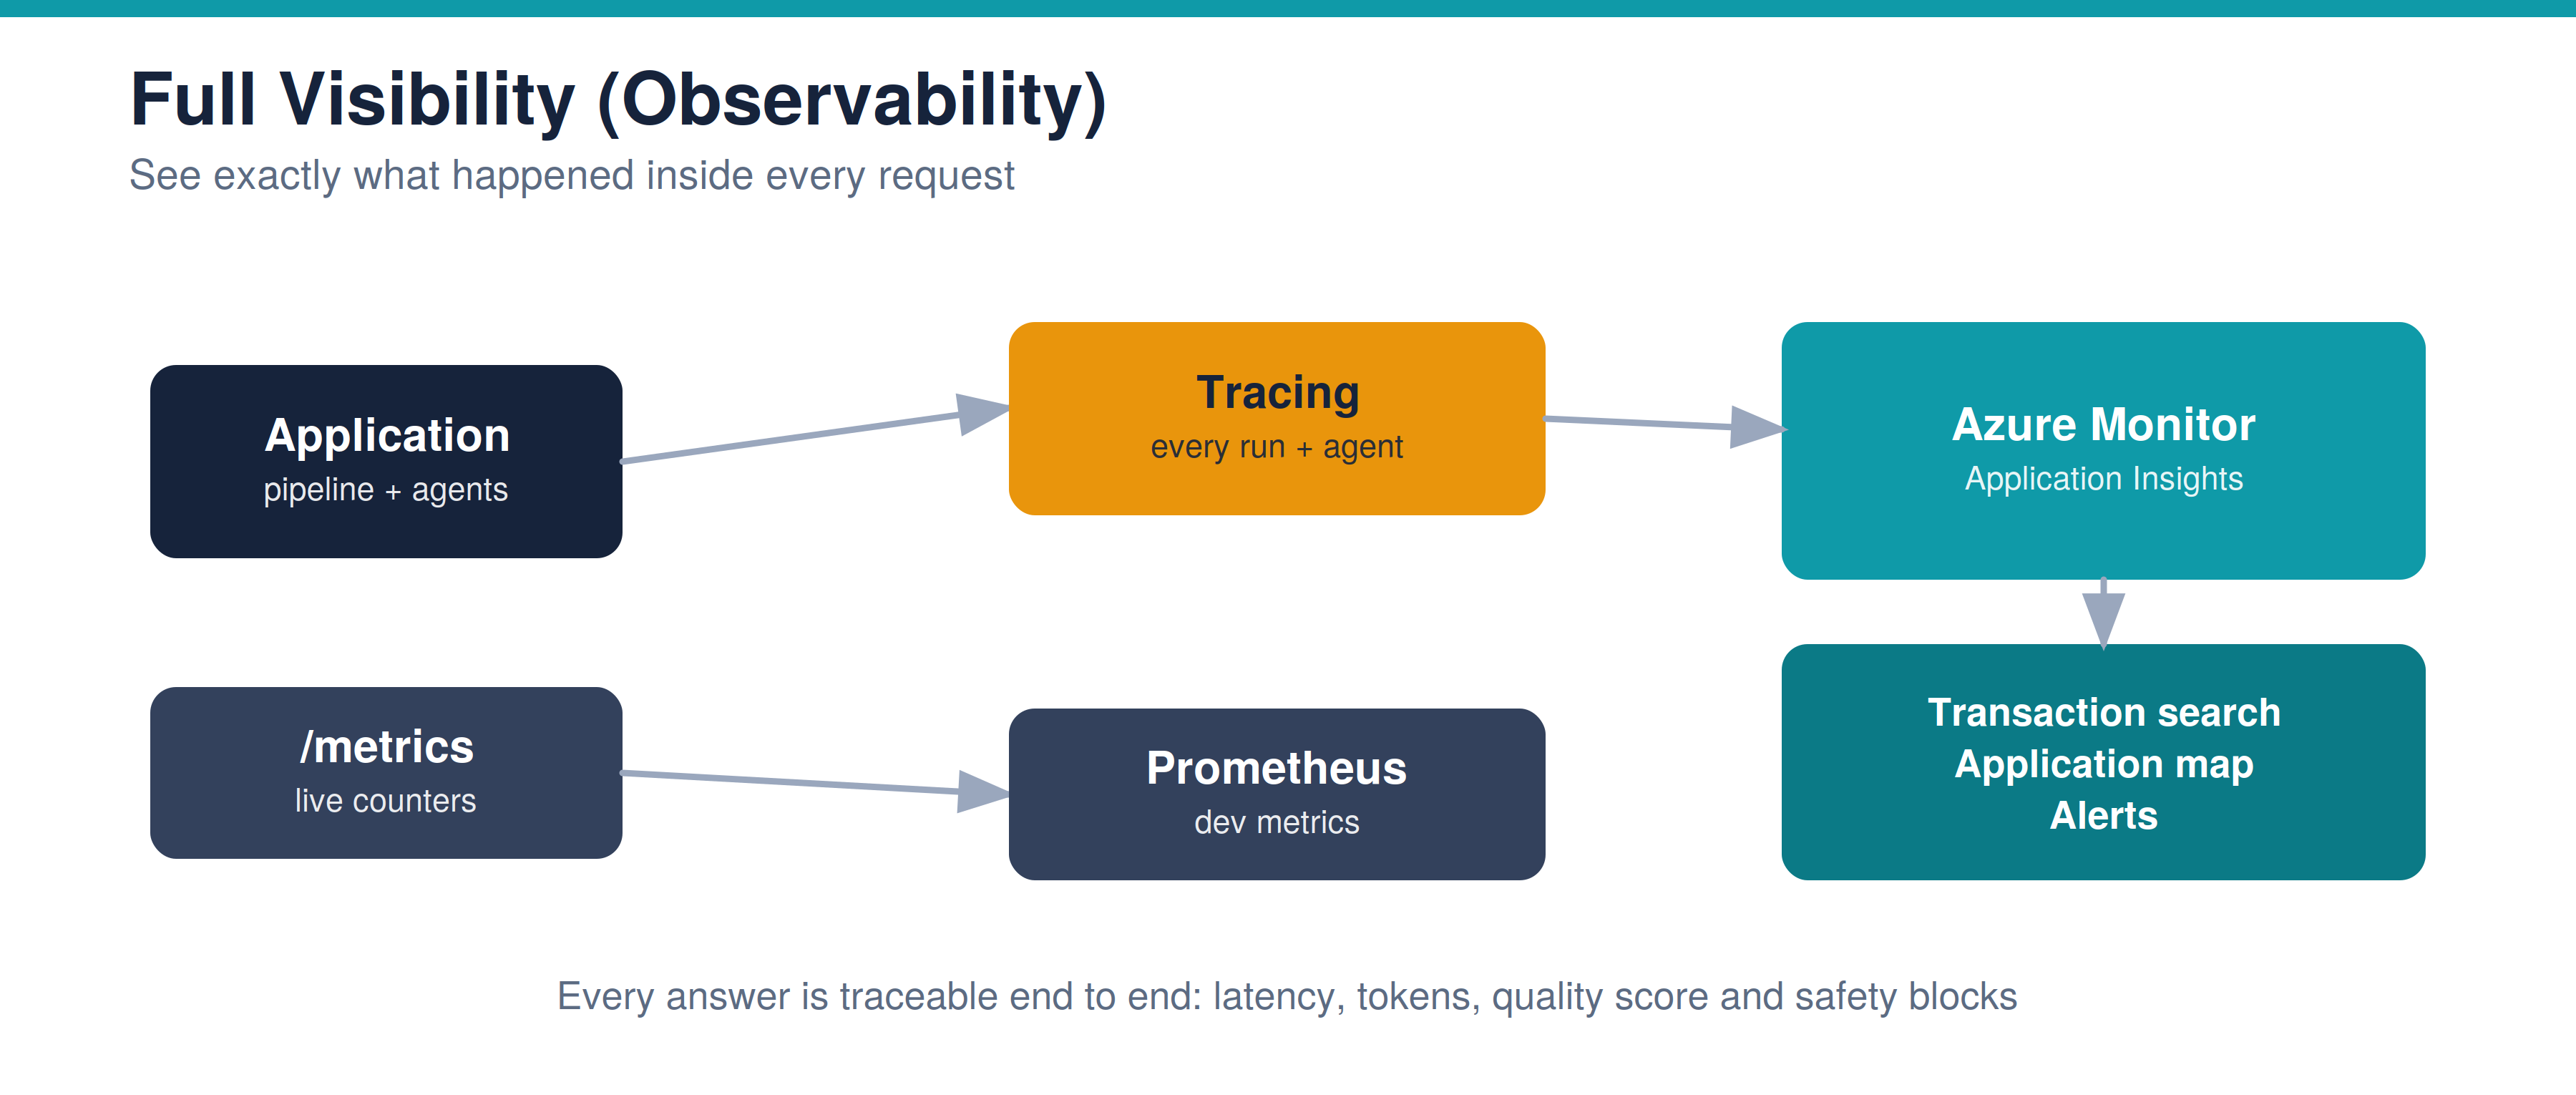 Full Visibility (Observability)
See exactly what happened inside every request
Application
pipeline + agents
Tracing
every run + agent
Azure Monitor
Application Insights
/metrics
live counters
Prometheus
dev metrics
Transaction search
Application map
Alerts
Every answer is traceable end to end: latency, tokens, quality score and safety blocks